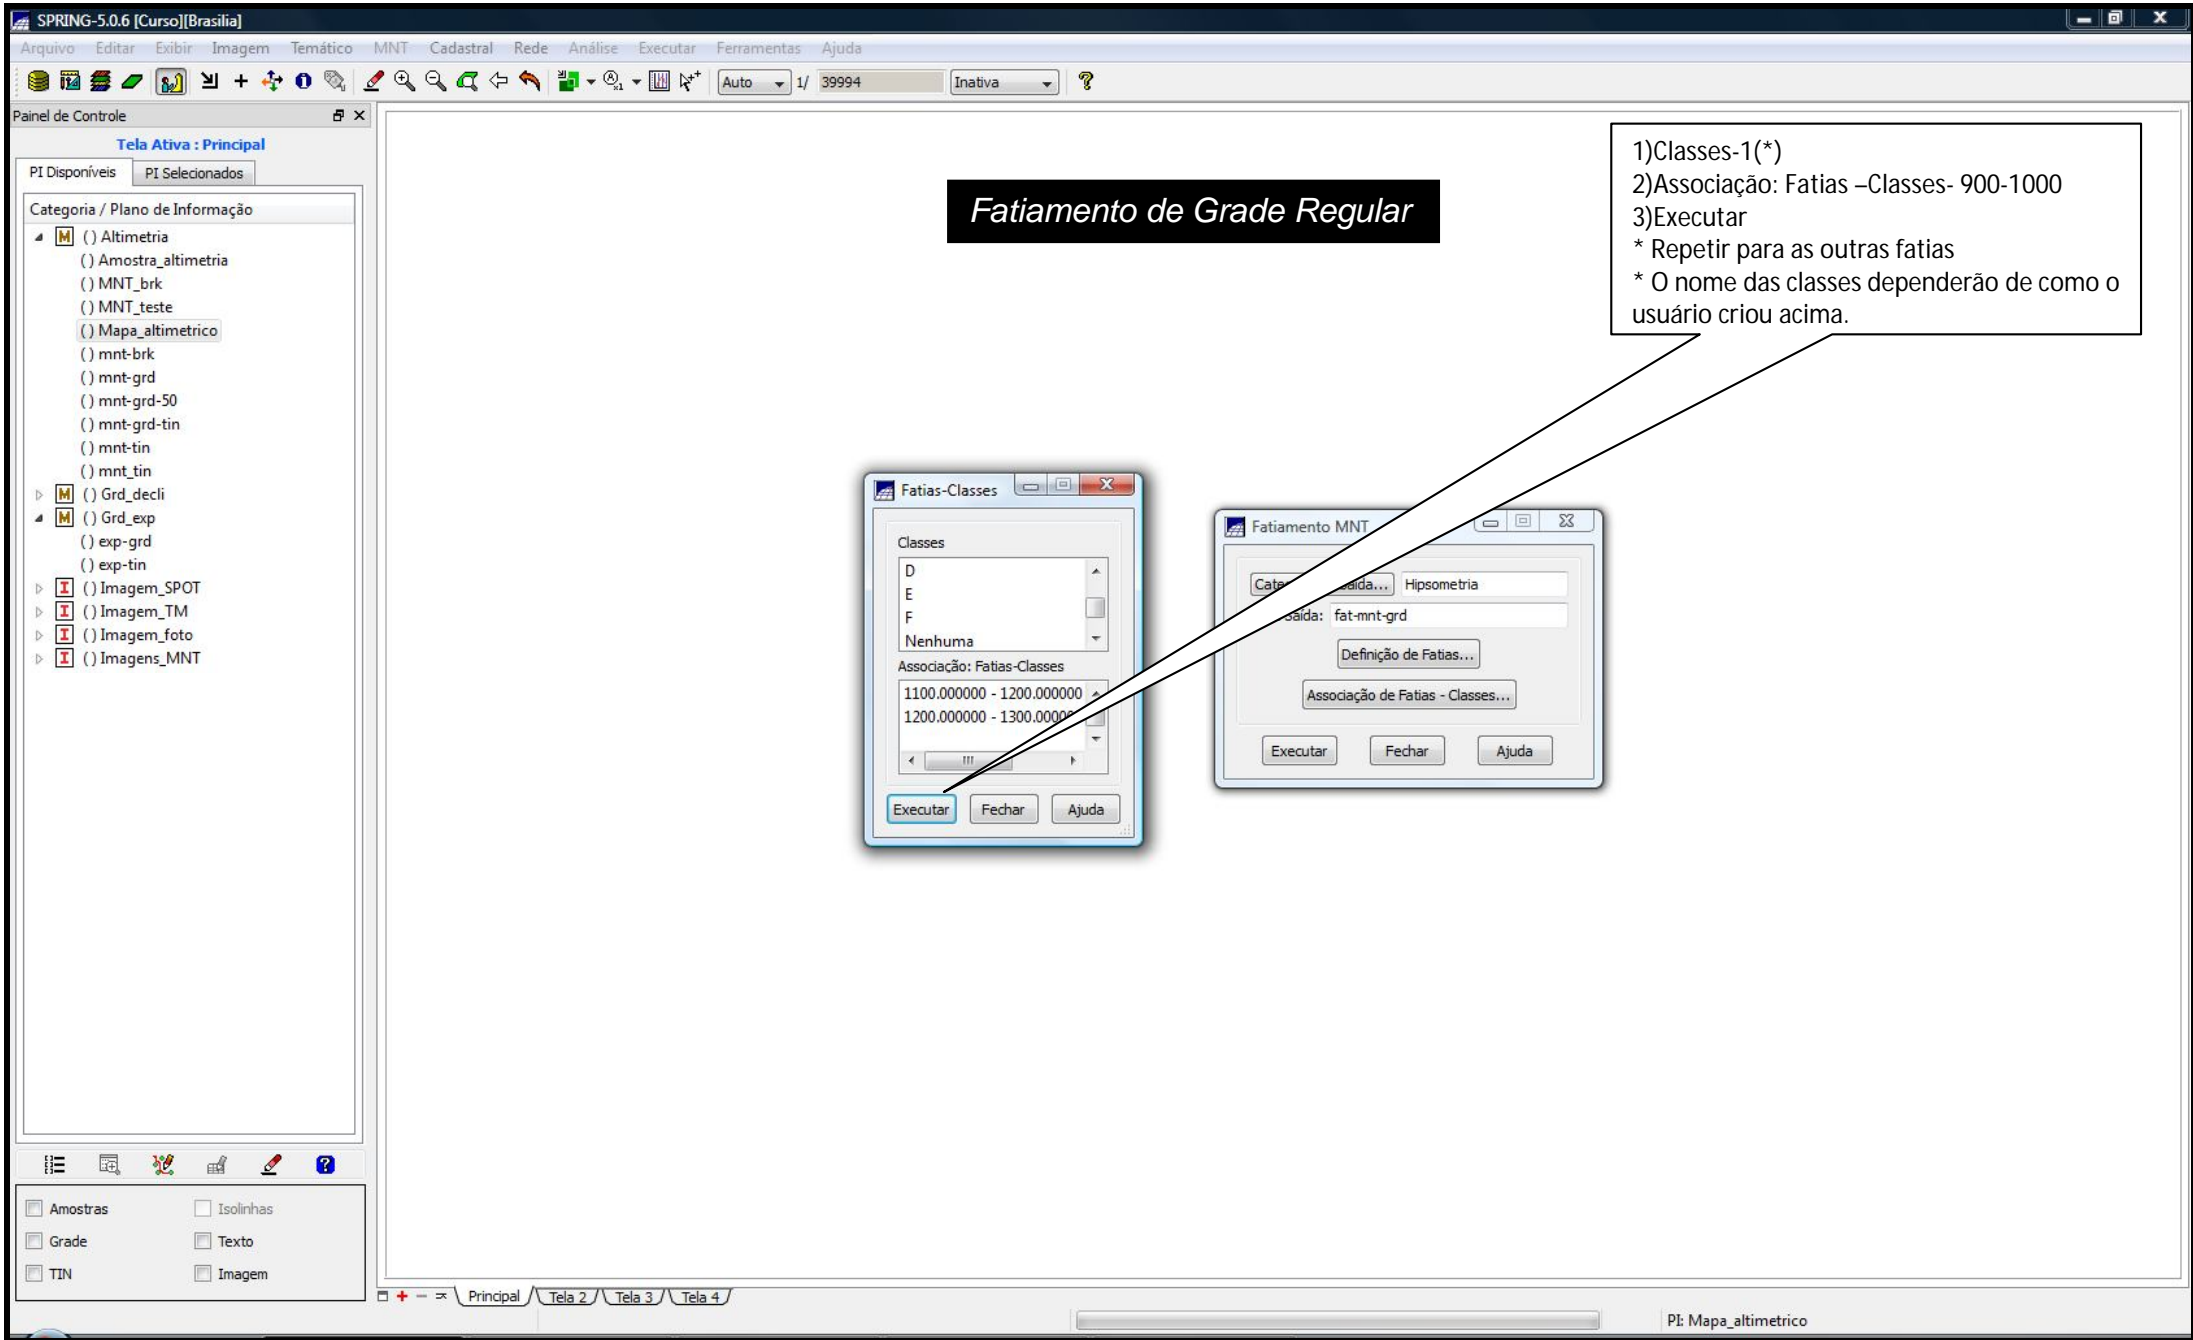 SPRING-5.0.6 [Curso][Brasilia]
Arquivo Editar Exibir Imagem Temático MNT Cadastral Rede Análise Executar Ferramentas Ajuda
Auto 1/ 39994 Inativa
Painel de Controle
Tela Ativa : Principal
PI Disponíveis PI Selecionados
Categoria / Plano de Informação
M () Altimetria
() Amostra_altimetria
() MNT_brk
() MNT_teste
() Mapa_altimetrico
() mnt-brk
() mnt-grd
() mnt-grd-50
() mnt-grd-tin
() mnt-tin
() mnt_tin
M () Grd_decli
M () Grd_exp
() exp-grd
() exp-tin
I () Imagem_SPOT
I () Imagem_TM
I () Imagem_foto
I () Imagens_MNT
Amostras Isolinhas
Grade Texto
TIN Imagem
Fatiamento de Grade Regular
1)Classes-1(*)
2)Associação: Fatias –Classes- 900-1000
3)Executar
* Repetir para as outras fatias
* O nome das classes dependerão de como o
usuário criou acima.
Fatias-Classes
Classes
D
E
F
Nenhuma
Associação: Fatias-Classes
1100.000000 - 1200.000000
1200.000000 - 1300.00000
Executar Fechar Ajuda
Fatiamento MNT
Hipsometria
Saída: fat-mnt-grd
Definição de Fatias...
Associação de Fatias - Classes...
Executar Fechar Ajuda
Principal Tela 2 Tela 3 Tela 4
PI: Mapa_altimetrico